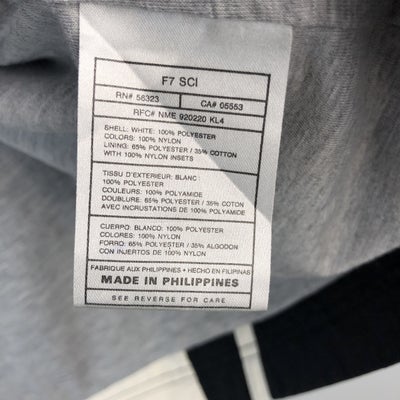 F7 SCI
RN# 56323 CA# 05553
RFC# NME 920220 KL4
SHELL: WHITE: 100% POLYESTER
COLORS: 100% NYLON
LINING: 65% POLYESTER / 35% COTTON
WITH 100% NYLON INSETS
TISSU D'EXTERIEUR: BLANC :
100% POLYESTER
COULEURS: 100% POLYAMIDE
DOUBLURE: 65% POLYESTER / 35% COTON
AVEC INCRUSTATIONS DE 100% POLYAMIDE
CUERPO: BLANCO: 100% POLYESTER
COLORES: 100% NYLON
FORRO: 65% POLYESTER / 35% ALGODON
CON INJERTOS DE 100% NYLON
FABRIQUE AUX PHILIPPINES • HECHO EN FILIPINAS
MADE IN PHILIPPINES
SEE REVERSE FOR CARE